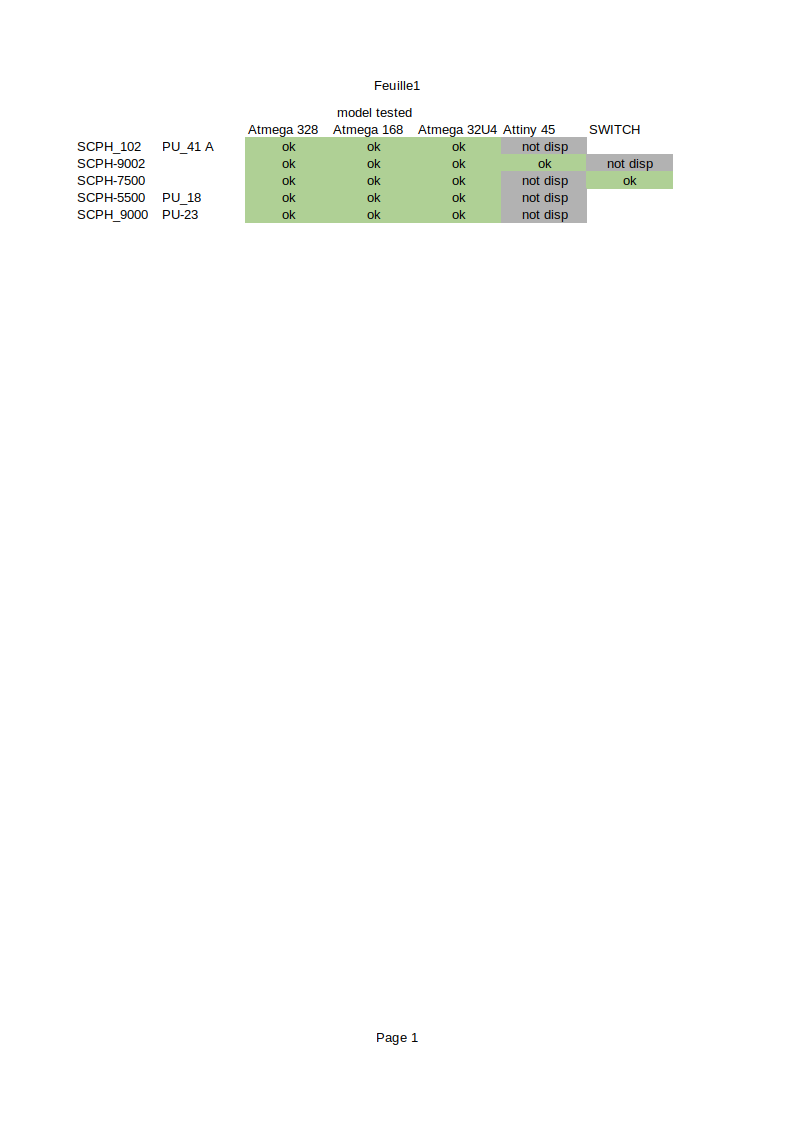 Feuille1
model tested
Atmega 328 Atmega 168 Atmega 32U4 Attiny 45 SWITCH
SCPH_102 PU_41 A ok ok ok not disp
SCPH-9002 ok ok ok ok not disp
SCPH-7500 ok ok ok not disp ok
SCPH-5500 PU_18 ok ok ok not disp
SCPH_9000 PU-23 ok ok ok not disp
Page 1